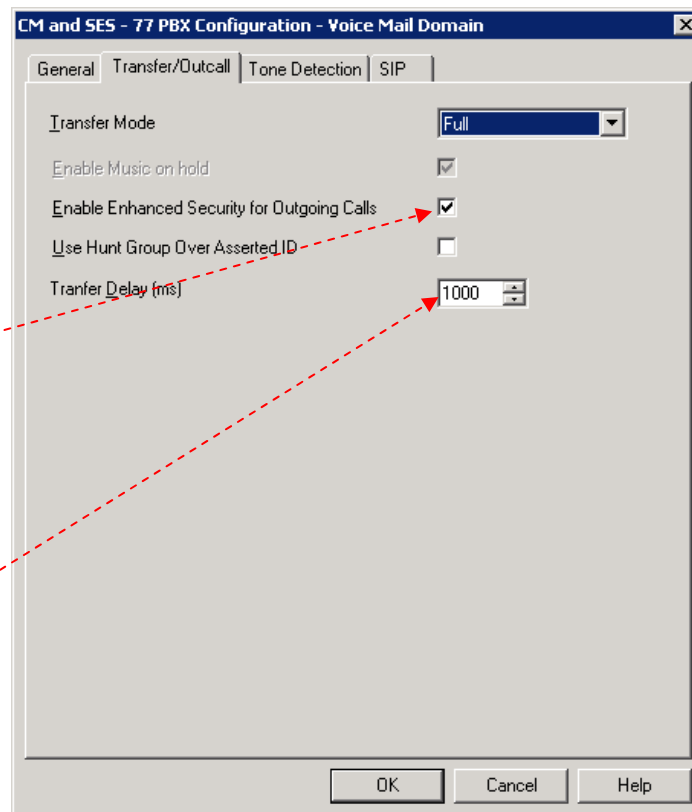 CM and SES - 77 PBX Configuration - Voice Mail Domain
General Transfer/Outcall Tone Detection SIP
Transfer Mode Full
Enable Music on hold
Enable Enhanced Security for Outgoing Calls
Use Hunt Group Over Asserted ID
Tranfer Delay (ms) 1000
OK Cancel Help